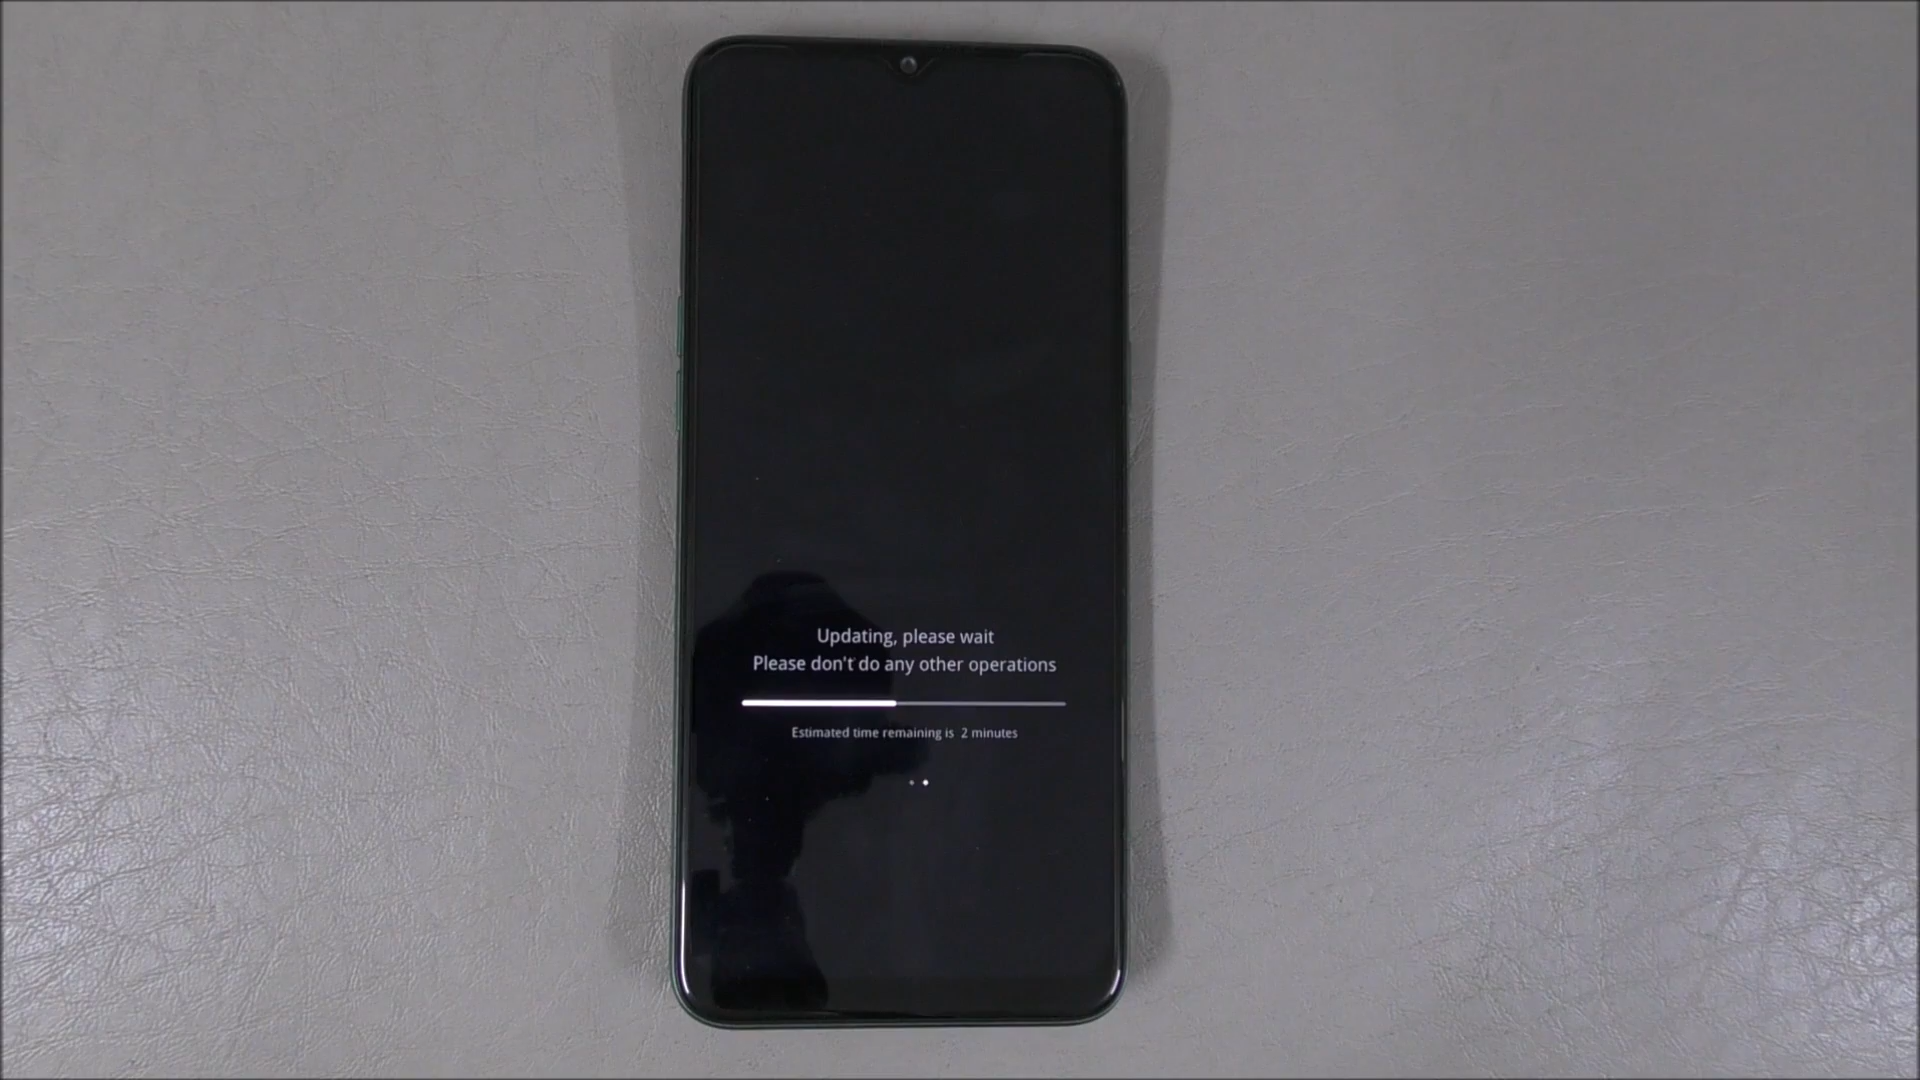 Updating, please wait
Please don't do any other operations
Estimated time remaining is 2 minutes